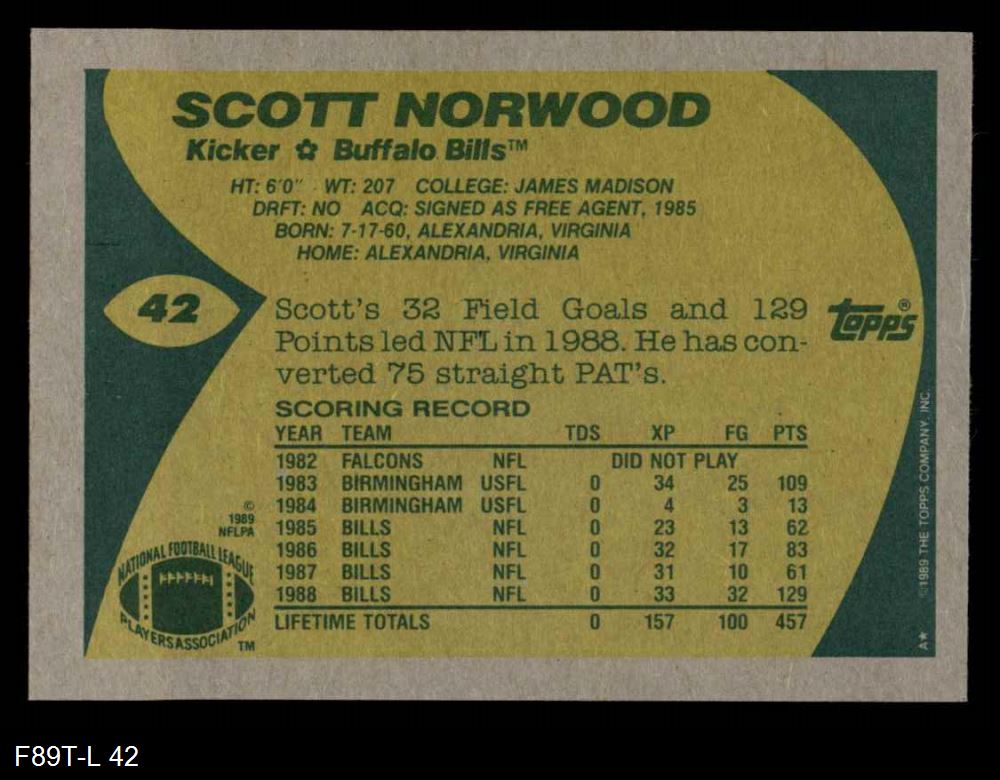 SCOTT NORWOOD
Kicker ✿ Buffalo Bills™
HT: 6'0" WT: 207 COLLEGE: JAMES MADISON
DRFT: NO ACQ: SIGNED AS FREE AGENT, 1985
BORN: 7-17-60, ALEXANDRIA, VIRGINIA
HOME: ALEXANDRIA, VIRGINIA
42
Scott's 32 Field Goals and 129
Points led NFL in 1988. He has con-
verted 75 straight PAT's.
TOPPS®
SCORING RECORD
YEAR TEAM TDS XP FG PTS
1982 FALCONS NFL DID NOT PLAY
1983 BIRMINGHAM USFL 0 34 25 109
1984 BIRMINGHAM USFL 0 4 3 13
1985 BILLS NFL 0 23 13 62
1986 BILLS NFL 0 32 17 83
1987 BILLS NFL 0 31 10 61
1988 BILLS NFL 0 33 32 129
LIFETIME TOTALS 0 157 100 457
©
1989
NFLPA
NATIONAL FOOTBALL LEAGUE
PLAYERS ASSOCIATION
TM
©1989 THE TOPPS COMPANY, INC.
A★
F89T-L 42